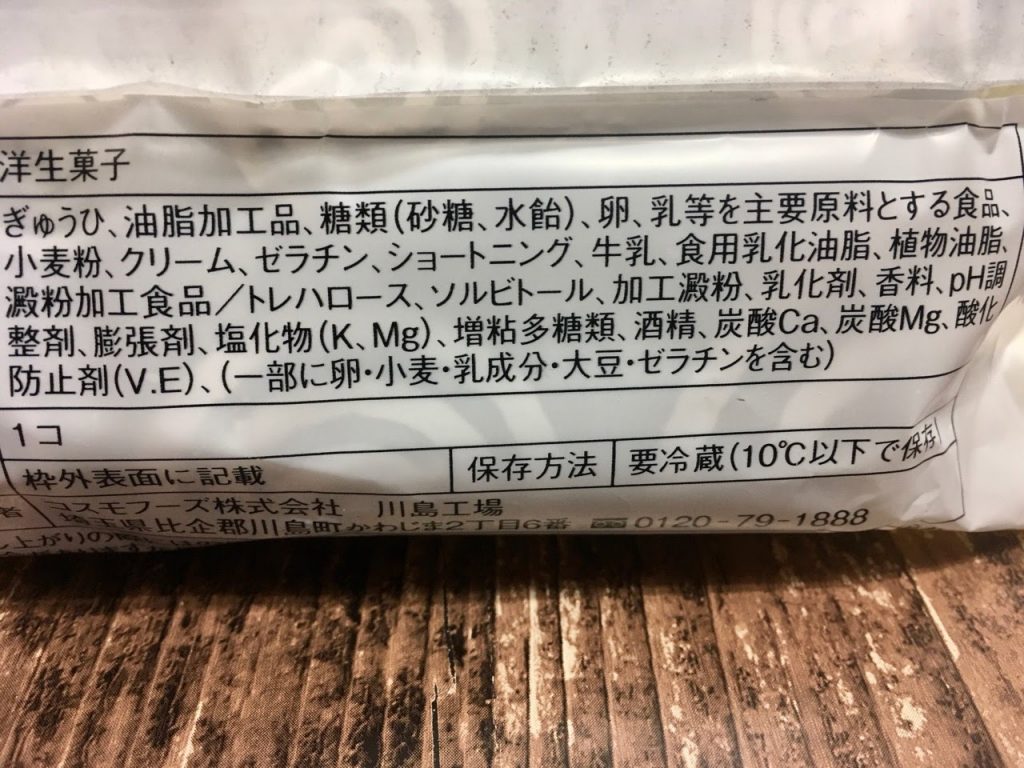 洋生菓子
ぎゅうひ、油脂加工品、糖類(砂糖、水飴)、卵、乳等を主要原料とする食品、
小麦粉、クリーム、ゼラチン、ショートニング、牛乳、食用乳化油脂、植物油脂、
澱粉加工食品／トレハロース、ソルビトール、加工澱粉、乳化剤、香料、pH調
整剤、膨張剤、塩化物(K、Mg)、増粘多糖類、酒精、炭酸Ca、炭酸Mg、酸化
防止剤(V.E)、(一部に卵・小麦・乳成分・大豆・ゼラチンを含む)
1コ
枠外表面に記載 保存方法 要冷蔵(10℃以下で保存)
者 コスモフーズ株式会社 川島工場
埼玉県比企郡川島町かわじま2丁目6番 0120-79-1888
し上がりの